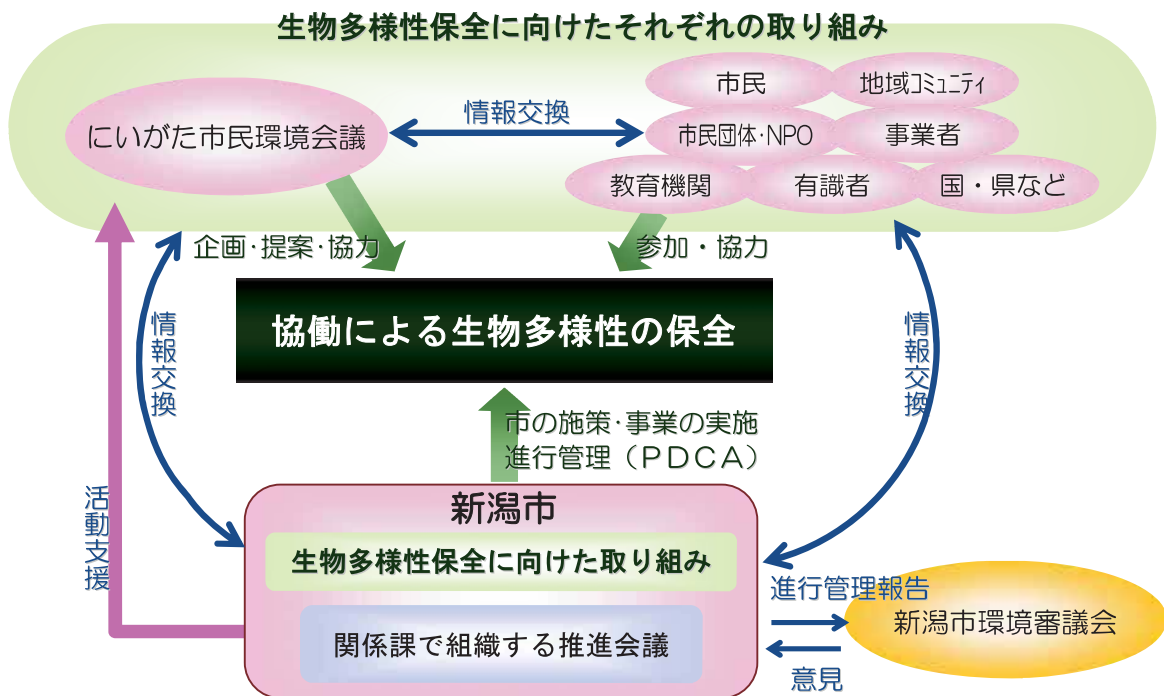 生物多様性保全に向けたそれぞれの取り組み
市民
地域コミュニティ
にいがた市民環境会議
情報交換
市民団体・NPO
事業者
教育機関
有識者
国・県など
企画・提案・協力
参加・協力
協働による生物多様性の保全
情報交換
情報交換
市の施策・事業の実施
進行管理(PDCA)
活動支援
新潟市
生物多様性保全に向けた取り組み
関係課で組織する推進会議
進行管理報告
新潟市環境審議会
意見